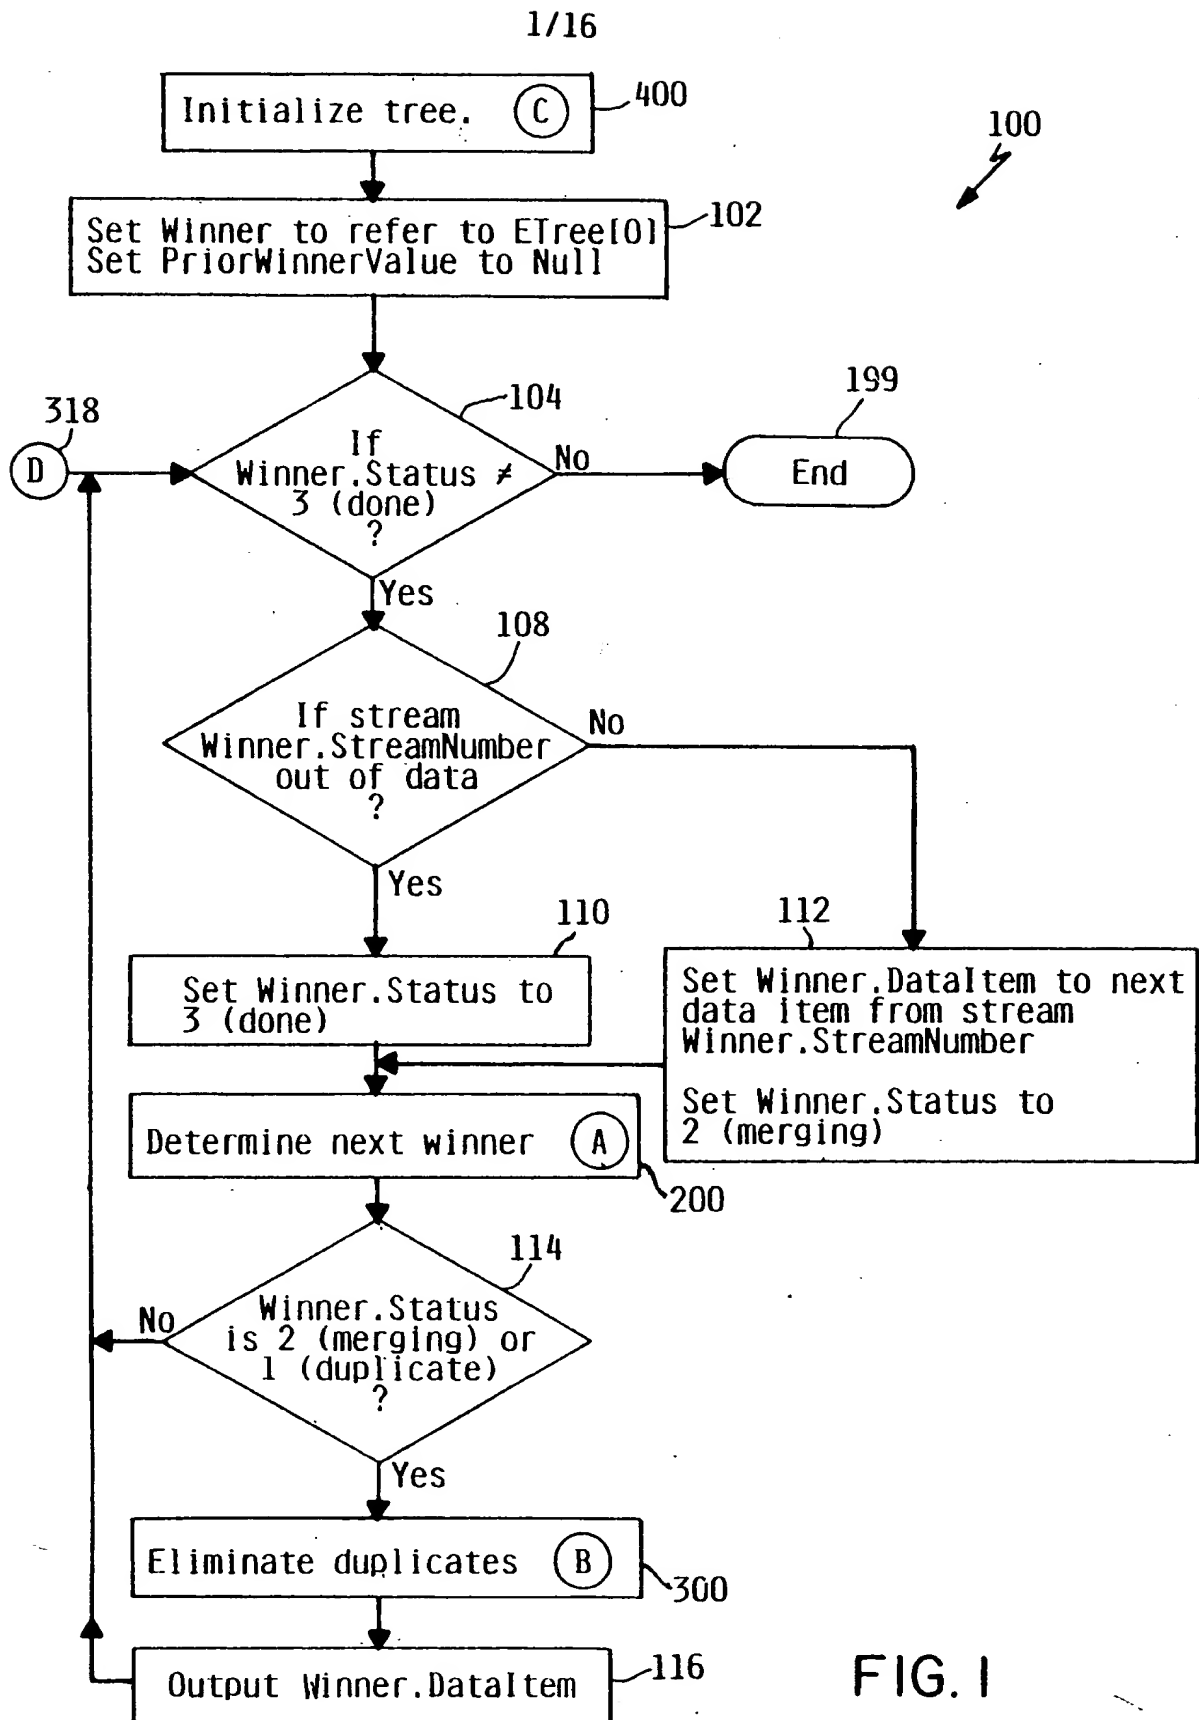 1/16
Initialize tree. C
400
100
Set Winner to refer to ETree[0]
Set PriorWinnerValue to Null
102
104
199
318
D
If
Winner.Status ≠
3 (done)
?
No
End
Yes
108
If stream
Winner.StreamNumber
out of data
?
No
Yes
110
112
Set Winner.Status to
3 (done)
Set Winner.DataItem to next
data item from stream
Winner.StreamNumber
Set Winner.Status to
2 (merging)
Determine next winner A
200
114
No
Winner.Status
is 2 (merging) or
1 (duplicate)
?
Yes
Eliminate duplicates B
300
Output Winner.DataItem
116
FIG. 1